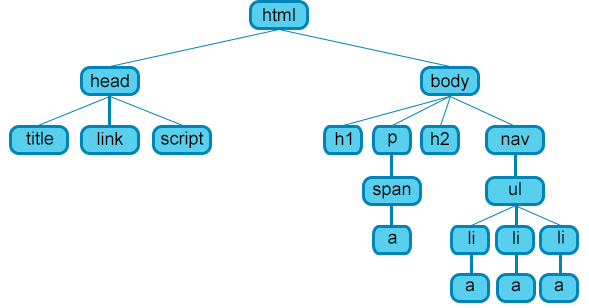 html
head body
title link script h1 p h2 nav
span ul
a li li li
a a a